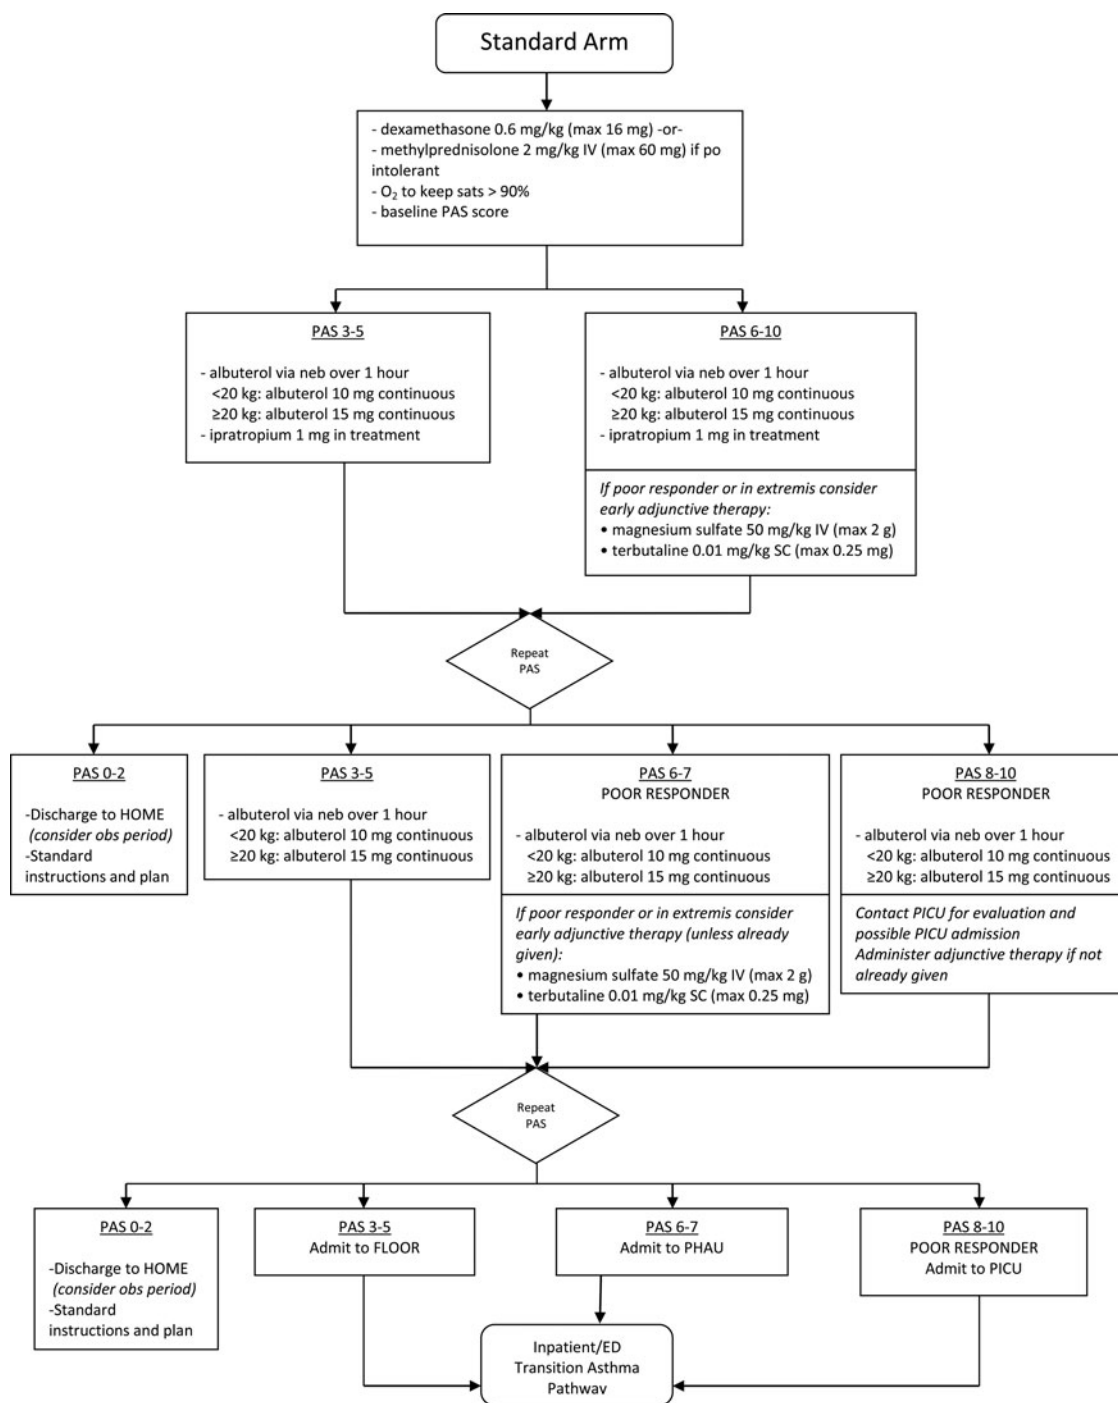 Standard Arm
- dexamethasone 0.6 mg/kg (max 16 mg) -or-
- methylprednisolone 2 mg/kg IV (max 60 mg) if po
intolerant
- O₂ to keep sats > 90%
- baseline PAS score
PAS 3-5
- albuterol via neb over 1 hour
<20 kg: albuterol 10 mg continuous
≥20 kg: albuterol 15 mg continuous
- ipratropium 1 mg in treatment
PAS 6-10
- albuterol via neb over 1 hour
<20 kg: albuterol 10 mg continuous
≥20 kg: albuterol 15 mg continuous
- ipratropium 1 mg in treatment
If poor responder or in extremis consider
early adjunctive therapy:
• magnesium sulfate 50 mg/kg IV (max 2 g)
• terbutaline 0.01 mg/kg SC (max 0.25 mg)
Repeat
PAS
PAS 0-2
-Discharge to HOME
(consider obs period)
-Standard
instructions and plan
PAS 3-5
- albuterol via neb over 1 hour
<20 kg: albuterol 10 mg continuous
≥20 kg: albuterol 15 mg continuous
PAS 6-7
POOR RESPONDER
- albuterol via neb over 1 hour
<20 kg: albuterol 10 mg continuous
≥20 kg: albuterol 15 mg continuous
If poor responder or in extremis consider
early adjunctive therapy (unless already
given):
• magnesium sulfate 50 mg/kg IV (max 2 g)
• terbutaline 0.01 mg/kg SC (max 0.25 mg)
PAS 8-10
POOR RESPONDER
- albuterol via neb over 1 hour
<20 kg: albuterol 10 mg continuous
≥20 kg: albuterol 15 mg continuous
Contact PICU for evaluation and
possible PICU admission
Administer adjunctive therapy if not
already given
Repeat
PAS
PAS 0-2
-Discharge to HOME
(consider obs period)
-Standard
instructions and plan
PAS 3-5
Admit to FLOOR
PAS 6-7
Admit to PHAU
PAS 8-10
POOR RESPONDER
Admit to PICU
Inpatient/ED
Transition Asthma
Pathway